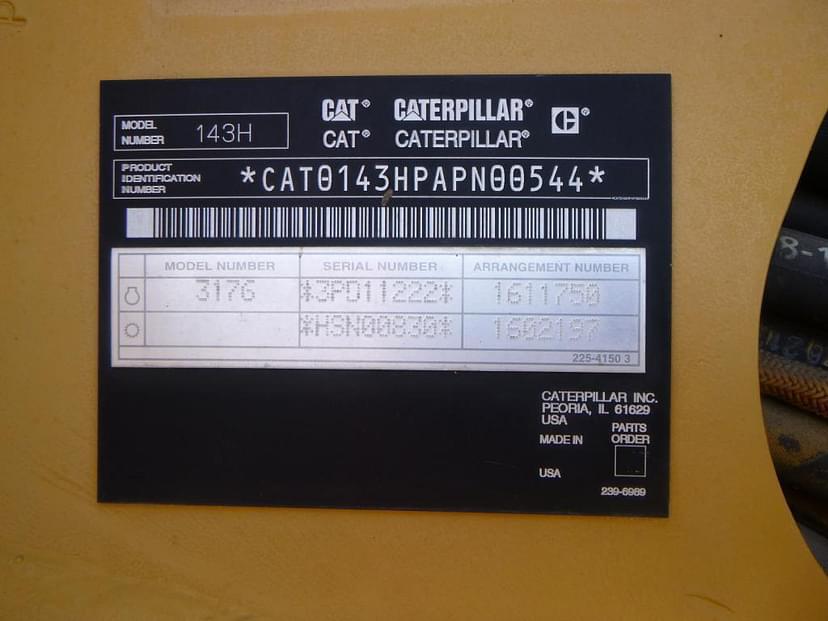 CAT® CATERPILLAR®
MODEL NUMBER 143H
CAT® CATERPILLAR®
PRODUCT IDENTIFICATION NUMBER *CAT0143HPAPN00544*
MODEL NUMBER SERIAL NUMBER ARRANGEMENT NUMBER
3176 *3PD11222* 1611750
*HSN00830* 1602197
225-4150 3
CATERPILLAR INC.
PEORIA, IL 61629
USA
PARTS
MADE IN ORDER
USA
239-6989